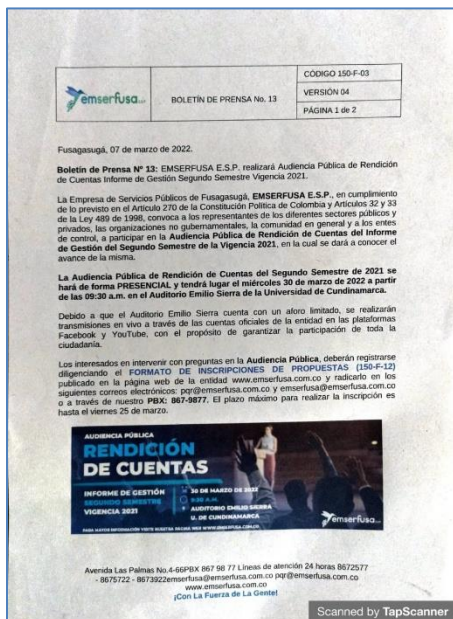 emserfusa
BOLETÍN DE PRENSA No. 13
CÓDIGO 150-F-03
VERSIÓN 04
PÁGINA 1 de 2
Fusagasugá, 07 de marzo de 2022.
Boletín de Prensa N° 13: EMSERFUSA E.S.P. realizará Audiencia Pública de Rendición
de Cuentas Informe de Gestión Segundo Semestre Vigencia 2021.
La Empresa de Servicios Públicos de Fusagasugá, EMSERFUSA E.S.P., en cumplimiento
de lo previsto en el Artículo 270 de la Constitución Política de Colombia y Artículos 32 y 33
de la Ley 489 de 1998, convoca a los representantes de los diferentes sectores públicos y
privados, las organizaciones no gubernamentales, la comunidad en general y a los entes
de control, a participar en la Audiencia Pública de Rendición de Cuentas del Informe
de Gestión del Segundo Semestre de la Vigencia 2021, en la cual se dará a conocer el
avance de la misma.
La Audiencia Pública de Rendición de Cuentas del Segundo Semestre de 2021 se
hará de forma PRESENCIAL y tendrá lugar el miércoles 30 de marzo de 2022 a partir
de las 09:30 a.m. en el Auditorio Emilio Sierra de la Universidad de Cundinamarca.
Debido a que el Auditorio Emilio Sierra cuenta con un aforo limitado, se realizarán
transmisiones en vivo a través de las cuentas oficiales de la entidad en las plataformas
Facebook y YouTube, con el propósito de garantizar la participación de toda la
ciudadanía.
Los interesados en intervenir con preguntas en la Audiencia Pública, deberán registrarse
diligenciando el FORMATO DE INSCRIPCIONES DE PROPUESTAS (150-F-12)
publicado en la página web de la entidad www.emserfusa.com.co y radicarlo en los
siguientes correos electrónicos: pqr@emserfusa.com.co y emserfusa@emserfusa.com.co
o a través de nuestro PBX: 867-9877. El plazo máximo para realizar la inscripción es
hasta el viernes 25 de marzo.
AUDIENCIA PÚBLICA
RENDICIÓN
DE CUENTAS
INFORME DE GESTIÓN
SEGUNDO SEMESTRE
VIGENCIA 2021
30 DE MARZO DE 2022
9:30 A.M.
AUDITORIO EMILIO SIERRA
U. DE CUNDINAMARCA
PARA MAYOR INFORMACIÓN VISITE NUESTRA PÁGINA WEB WWW.EMSERFUSA.COM.CO
emserfusa
Avenida Las Palmas No.4-66PBX 867 98 77 Líneas de atención 24 horas 8672577
- 8675722 - 8673922emserfusa@emserfusa.com.co pqr@emserfusa.com.co
www.emserfusa.com.co
¡Con La Fuerza de La Gente!
Scanned by TapScanner